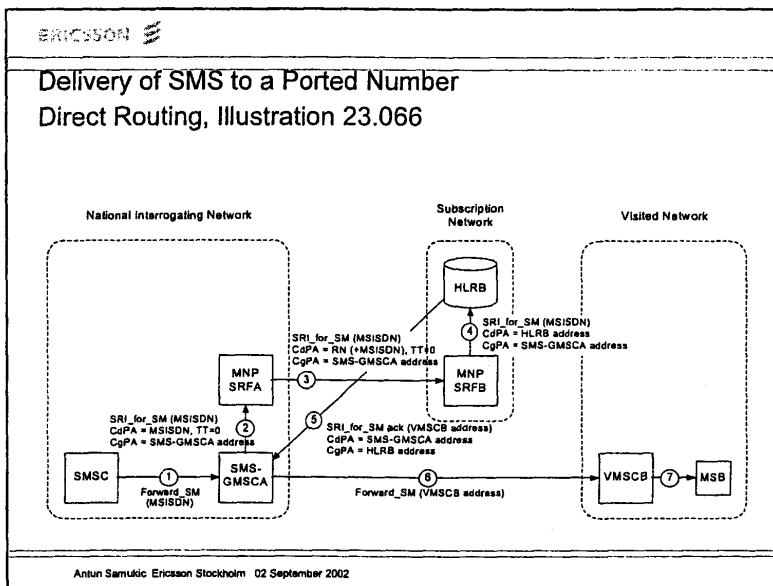 ERICSSON
Delivery of SMS to a Ported Number
Direct Routing, Illustration 23.066
National Interrogating Network
Subscription
Network
Visited Network
HLRB
SRI_for_SM (MSISDN)
CdPA = RN (+MSISDN), TT=0
CgPA = SMS-GMSCA address
4
SRI_for_SM (MSISDN)
CdPA = HLRB address
CgPA = SMS-GMSCA address
MNP
SRFA
3
MNP
SRFB
SRI_for_SM (MSISDN)
CdPA = MSISDN, TT=0
CgPA = SMS-GMSCA address
2
5
SRI_for_SM ack (VMSCB address)
CdPA = SMS-GMSCA address
CgPA = HLRB address
SMSC
1
Forward_SM
(MSISDN)
SMS-
GMSCA
6
Forward_SM (VMSCB address)
VMSCB
7
MSB
Antun Samukic Ericsson Stockholm 02 September 2002